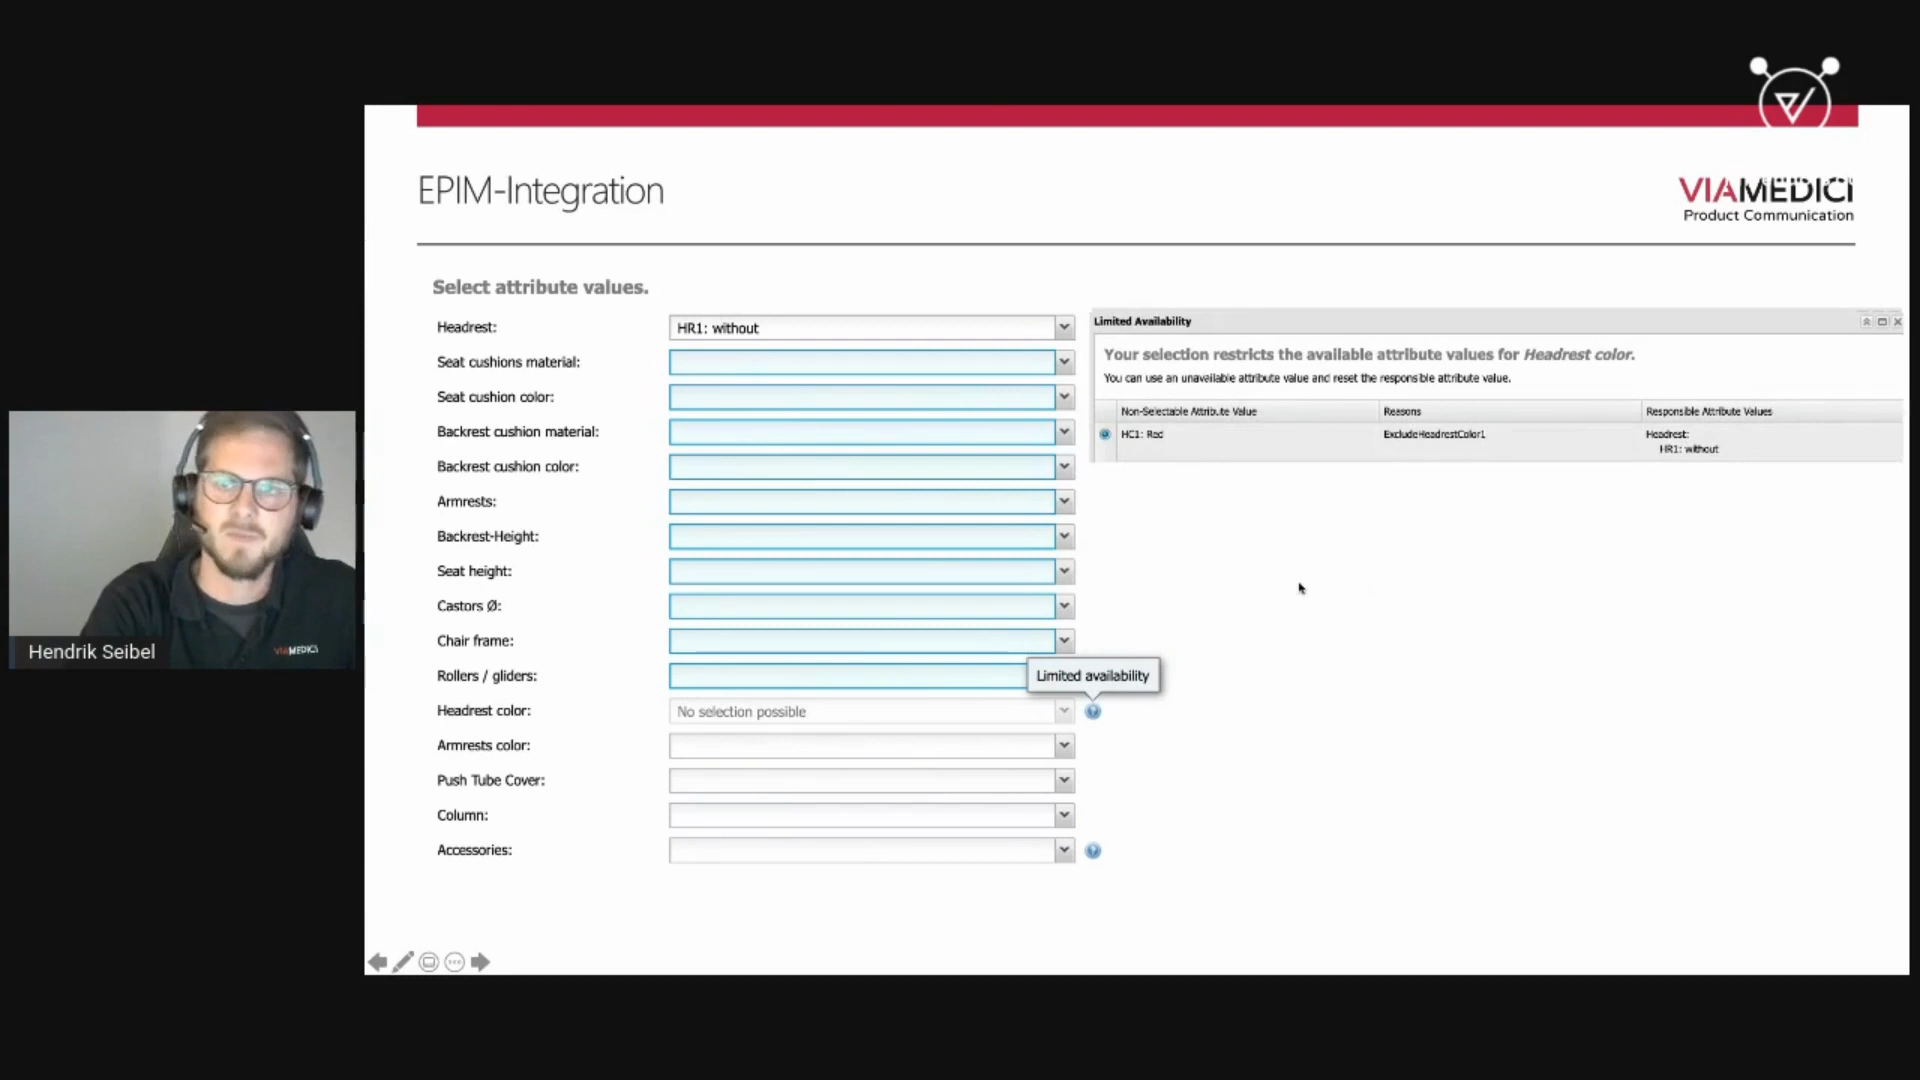 EPIM-Integration
VIAMEDICI
Product Communication
Select attribute values.
Headrest:
HR1: without
Seat cushions material:
Seat cushion color:
Backrest cushion material:
Backrest cushion color:
Armrests:
Backrest-Height:
Seat height:
Castors Ø:
Chair frame:
Rollers / gliders:
Limited availability
Headrest color:
No selection possible
Armrests color:
Push Tube Cover:
Column:
Accessories:
Limited Availability
Your selection restricts the available attribute values for Headrest color.
You can use an unavailable attribute value and reset the responsible attribute value.
Non-Selectable Attribute Value Reasons Responsible Attribute Values
HC1: Red ExcludeHeadrestColor1 Headrest:
HR1: without
VIAMEDICI
Hendrik Seibel